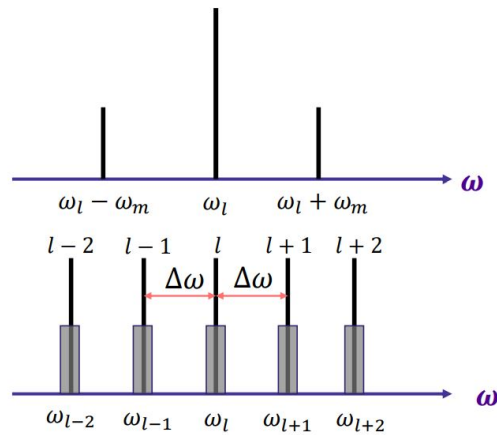 ω
ω_l − ω_m ω_l ω_l + ω_m
l − 2 l − 1 l l + 1 l + 2
Δω Δω
ω
ω_{l−2} ω_{l−1} ω_l ω_{l+1} ω_{l+2}